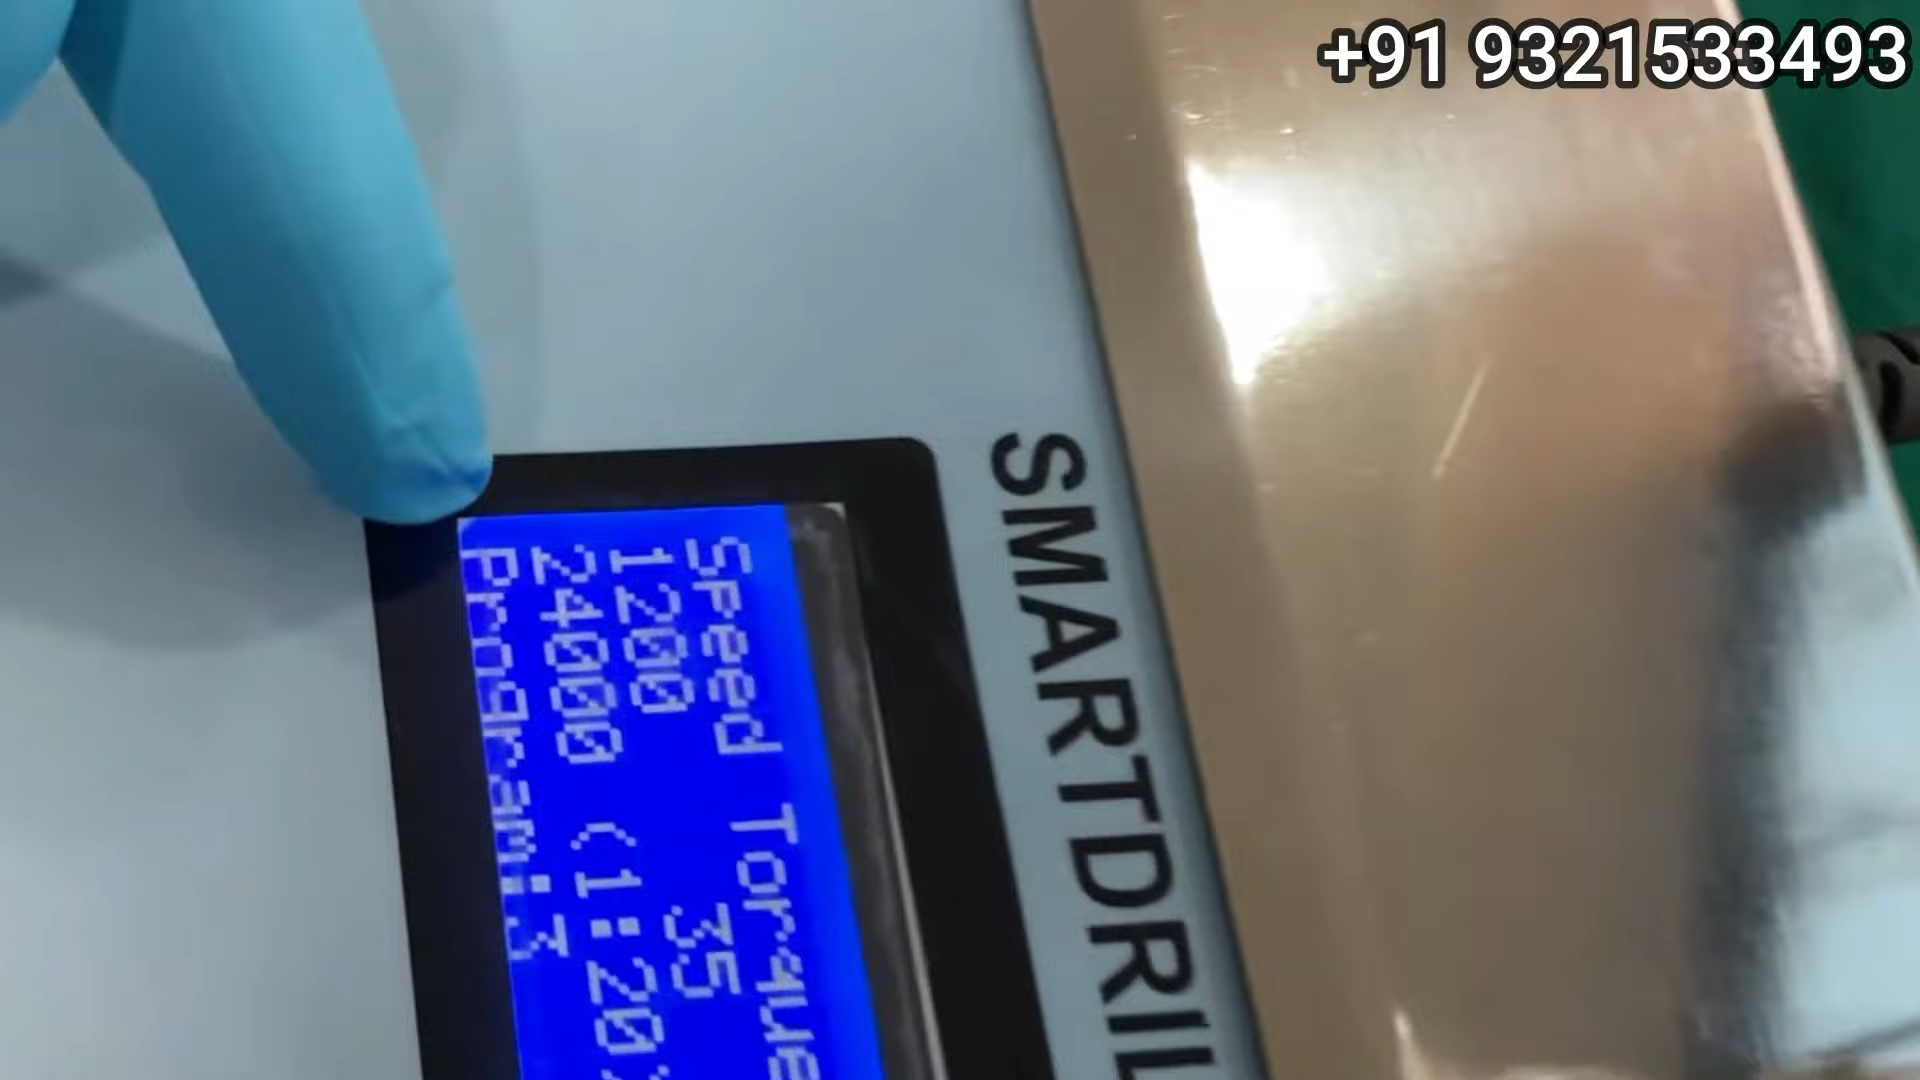 +91 9321533493
SMARTDRIL
Speed Torque
1200 35
24000 (1:20
Program:3